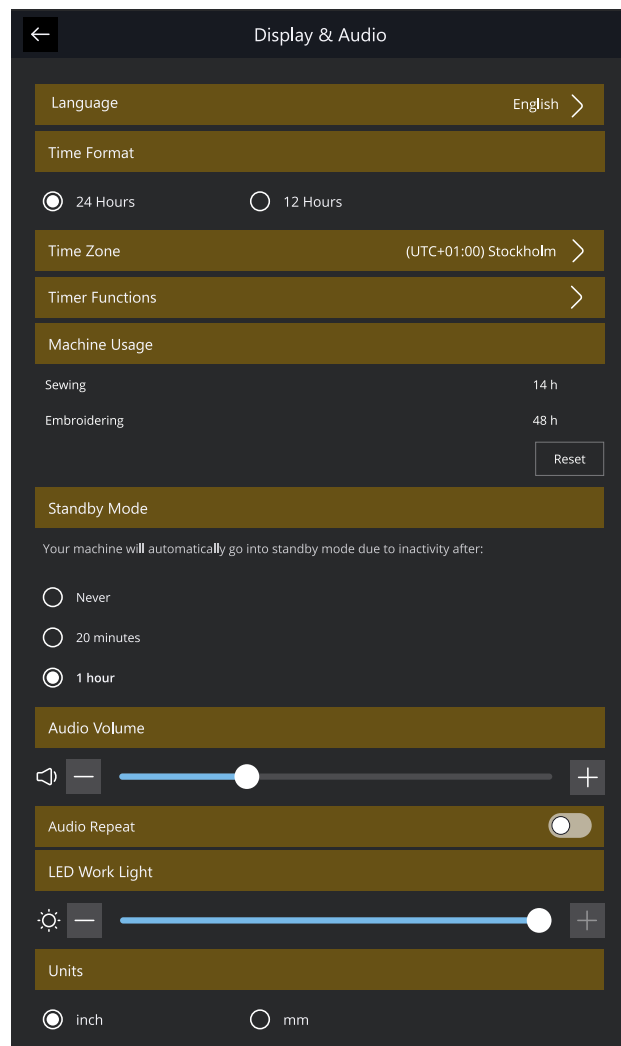 Display & Audio
Language English
Time Format
24 Hours 12 Hours
Time Zone (UTC+01:00) Stockholm
Timer Functions
Machine Usage
Sewing 14 h
Embroidering 48 h
Reset
Standby Mode
Your machine will automatically go into standby mode due to inactivity after:
Never
20 minutes
1 hour
Audio Volume
Audio Repeat
LED Work Light
Units
inch mm